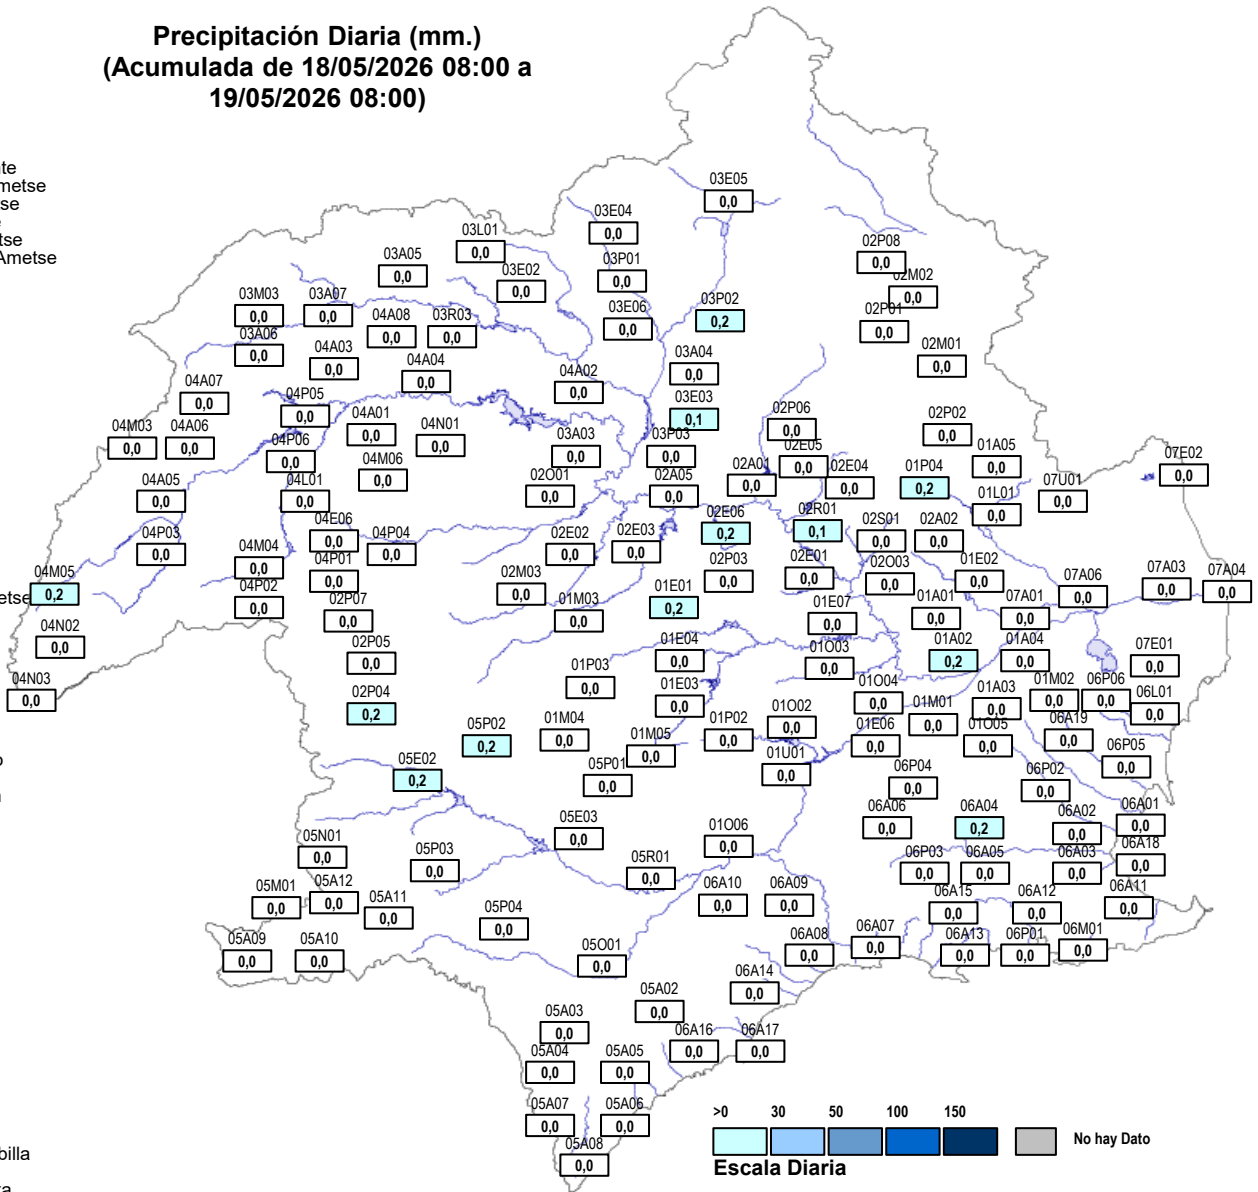 Precipitación Diaria (mm.)
(Acumulada de 18/05/2026 08:00 a
19/05/2026 08:00)
03E05
0,0
03E04
0,0
03L01
0,0
03A05
0,0
03P01
0,0
03E02
0,0
02P08
0,0
02M02
0,0
03M03
0,0
03A07
0,0
04A08
0,0
03R03
0,0
03E06
0,0
03P02
0,2
02P01
0,0
03A06
0,0
04A03
0,0
04A04
0,0
04A02
0,0
03A04
0,0
02M01
0,0
04A07
0,0
04P05
0,0
03E03
0,1
04M03
0,0
04A06
0,0
04A01
0,0
04N01
0,0
02P06
0,0
02P02
0,0
04P06
0,0
03A03
0,0
03P03
0,0
02E05
0,0
01A05
0,0
07E02
0,0
04M06
0,0
02O01
0,0
02A05
0,0
02A01
0,0
02E04
0,0
01P04
0,2
07U01
0,0
04A05
0,0
04L01
0,0
01L01
0,0
04E06
0,0
02E06
0,2
02R01
0,1
02S01
0,0
02A02
0,0
04P03
0,0
04P04
0,0
02E02
0,0
02E03
0,0
04M04
0,0
04P01
0,0
02P03
0,0
02E01
0,0
02O03
0,0
01E02
0,0
04M05
0,2
etse
04P02
0,0
02M03
0,0
01E01
0,2
07A06
0,0
07A03
0,0
07A04
0,0
02P07
0,0
01M03
0,0
01E07
0,0
01A01
0,0
07A01
0,0
04N02
0,0
02P05
0,0
01E04
0,0
01O03
0,0
01A02
0,2
01A04
0,0
07E01
0,0
04N03
0,0
01P03
0,0
01E03
0,0
01O04
0,0
01A03
0,0
01M02
0,0
06P06
0,0
06L01
0,0
02P04
0,2
01M01
0,0
05P02
0,2
01M04
0,0
01M05
0,0
01P02
0,0
01O02
0,0
01E06
0,0
01O05
0,0
06A19
0,0
05E02
0,2
05P01
0,0
01U01
0,0
06P04
0,0
06P02
0,0
06P05
0,0
05E03
0,0
06A06
0,0
06A04
0,2
06A02
0,0
06A01
0,0
05N01
0,0
05P03
0,0
01O06
0,0
05R01
0,0
06P03
0,0
06A05
0,0
06A03
0,0
06A18
0,0
05M01
0,0
05A12
0,0
05A11
0,0
06A10
0,0
06A09
0,0
06A15
0,0
06A12
0,0
06A11
0,0
05P04
0,0
05A09
0,0
05A10
0,0
05O01
0,0
06A08
0,0
06A07
0,0
06A13
0,0
06P01
0,0
06M01
0,0
06A14
0,0
05A02
0,0
05A03
0,0
06A16
0,0
06A17
0,0
05A04
0,0
05A05
0,0
05A07
0,0
05A06
0,0
05A08
0,0
>0 30 50 100 150
No hay Dato
Escala Diaria
billa